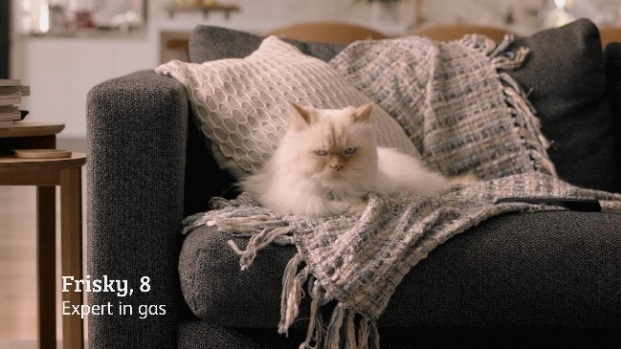 Frisky, 8
Expert in gas